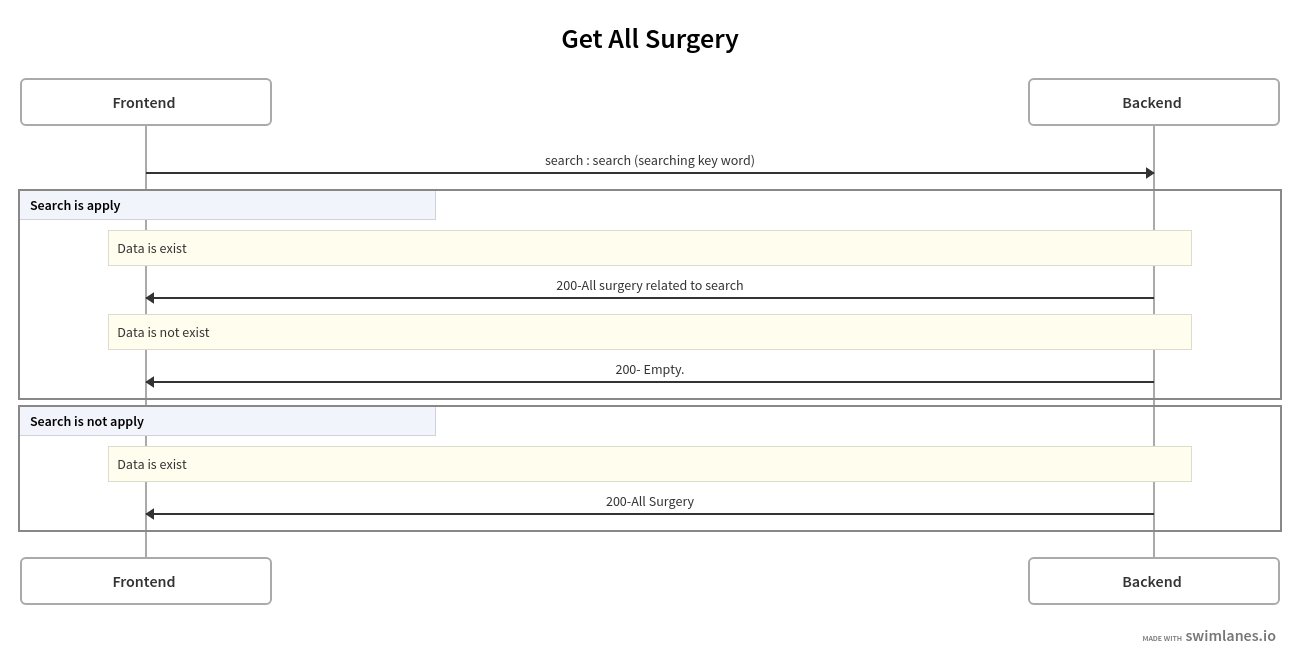 Get All Surgery
Frontend
Backend
search : search (searching key word)
Search is apply
Data is exist
200-All surgery related to search
Data is not exist
200- Empty.
Search is not apply
Data is exist
200-All Surgery
Frontend
Backend
MADE WITH swimlanes.io